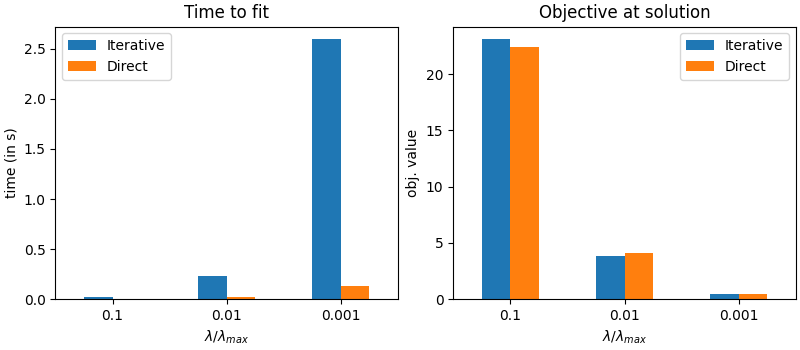 Time to fit
Iterative
Direct
2.5
2.0
1.5
1.0
0.5
0.0
time (in s)
0.1
0.01
0.001
λ/λmax
Objective at solution
Iterative
Direct
20
15
10
5
0
obj. value
0.1
0.01
0.001
λ/λmax